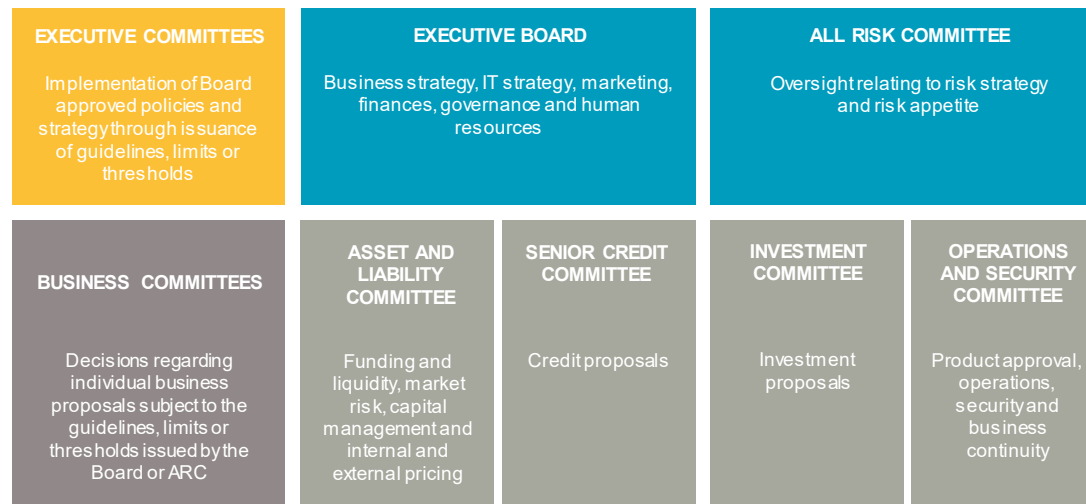 EXECUTIVE COMMITTEES
Implementation of Board
approved policies and
strategy through issuance
of guidelines, limits or
thresholds
EXECUTIVE BOARD
Business strategy, IT strategy, marketing,
finances, governance and human
resources
ALL RISK COMMITTEE
Oversight relating to risk strategy
and risk appetite
BUSINESS COMMITTEES
Decisions regarding
individual business
proposals subject to the
guidelines, limits or
thresholds issued by the
Board or ARC
ASSET AND
LIABILITY
COMMITTEE
Funding and
liquidity, market
risk, capital
management and
internal and
external pricing
SENIOR CREDIT
COMMITTEE
Credit proposals
INVESTMENT
COMMITTEE
Investment
proposals
OPERATIONS
AND SECURITY
COMMITTEE
Product approval,
operations,
security and
business
continuity